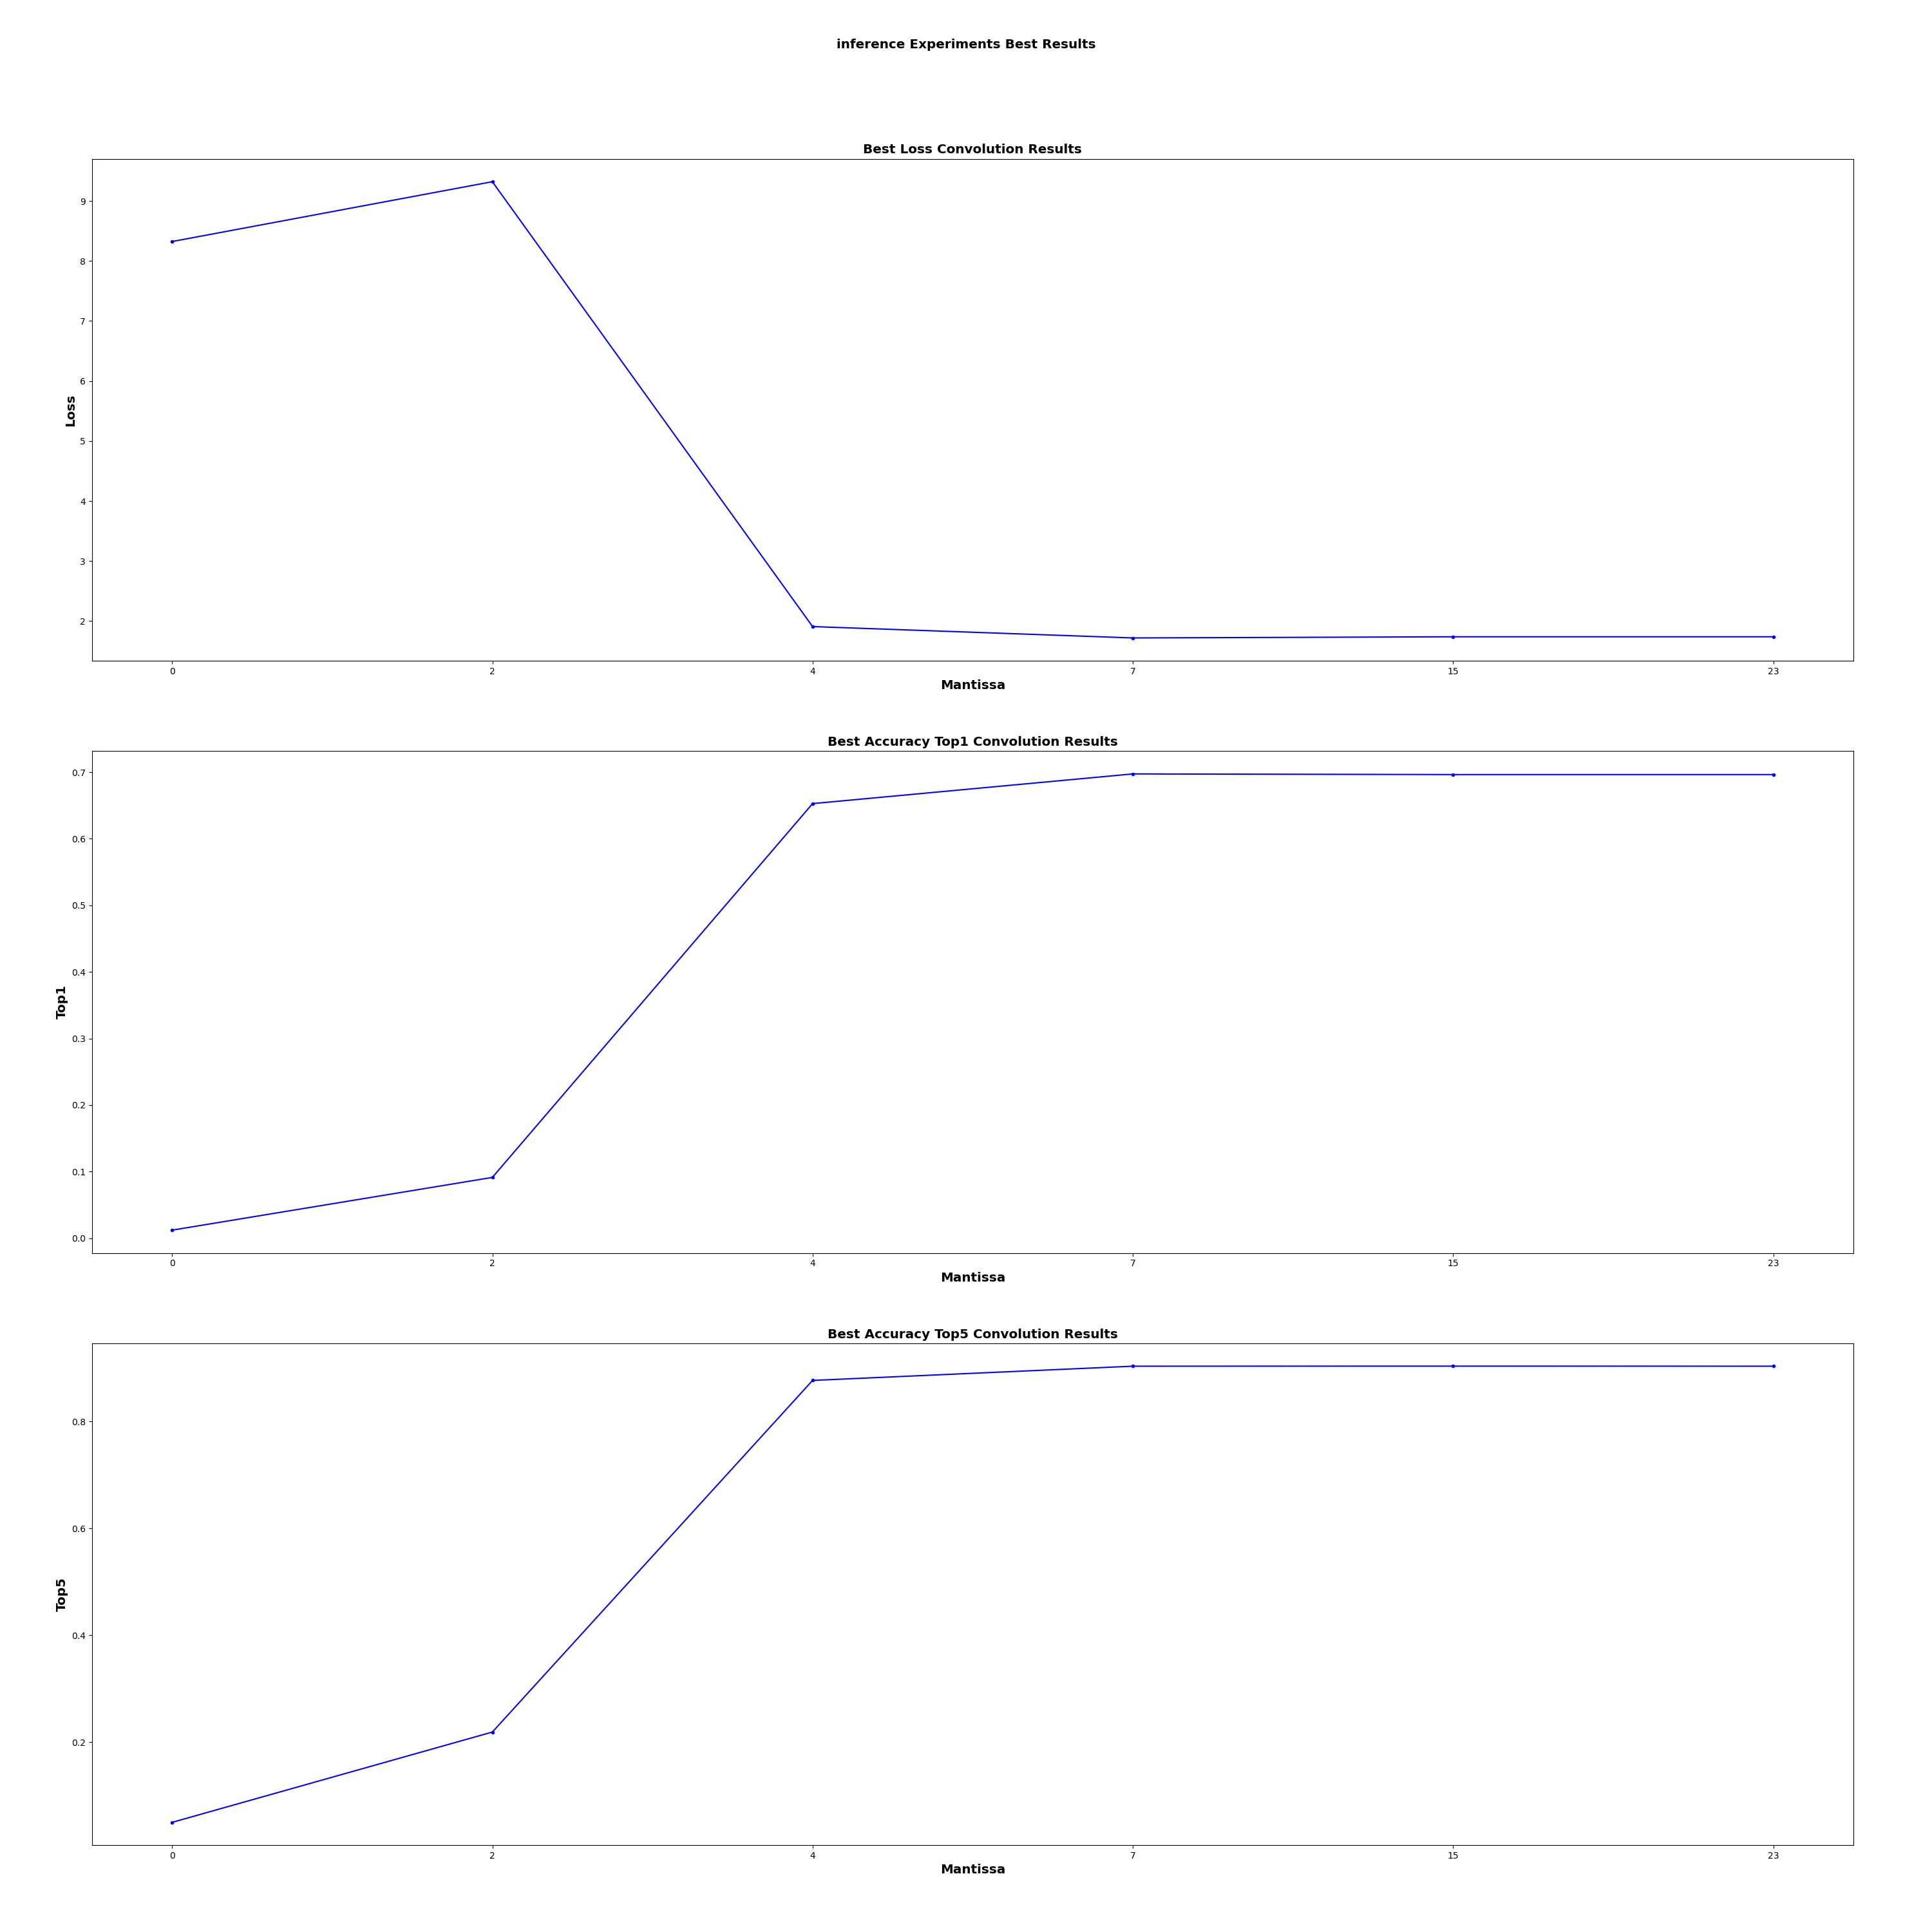 inference Experiments Best Results
Best Loss Convolution Results
9
8
7
6
5
4
3
2
Loss
0 2 4 7 15 23
Mantissa
Best Accuracy Top1 Convolution Results
0.7
0.6
0.5
0.4
0.3
0.2
0.1
0.0
Top1
0 2 4 7 15 23
Mantissa
Best Accuracy Top5 Convolution Results
0.8
0.6
0.4
0.2
Top5
0 2 4 7 15 23
Mantissa